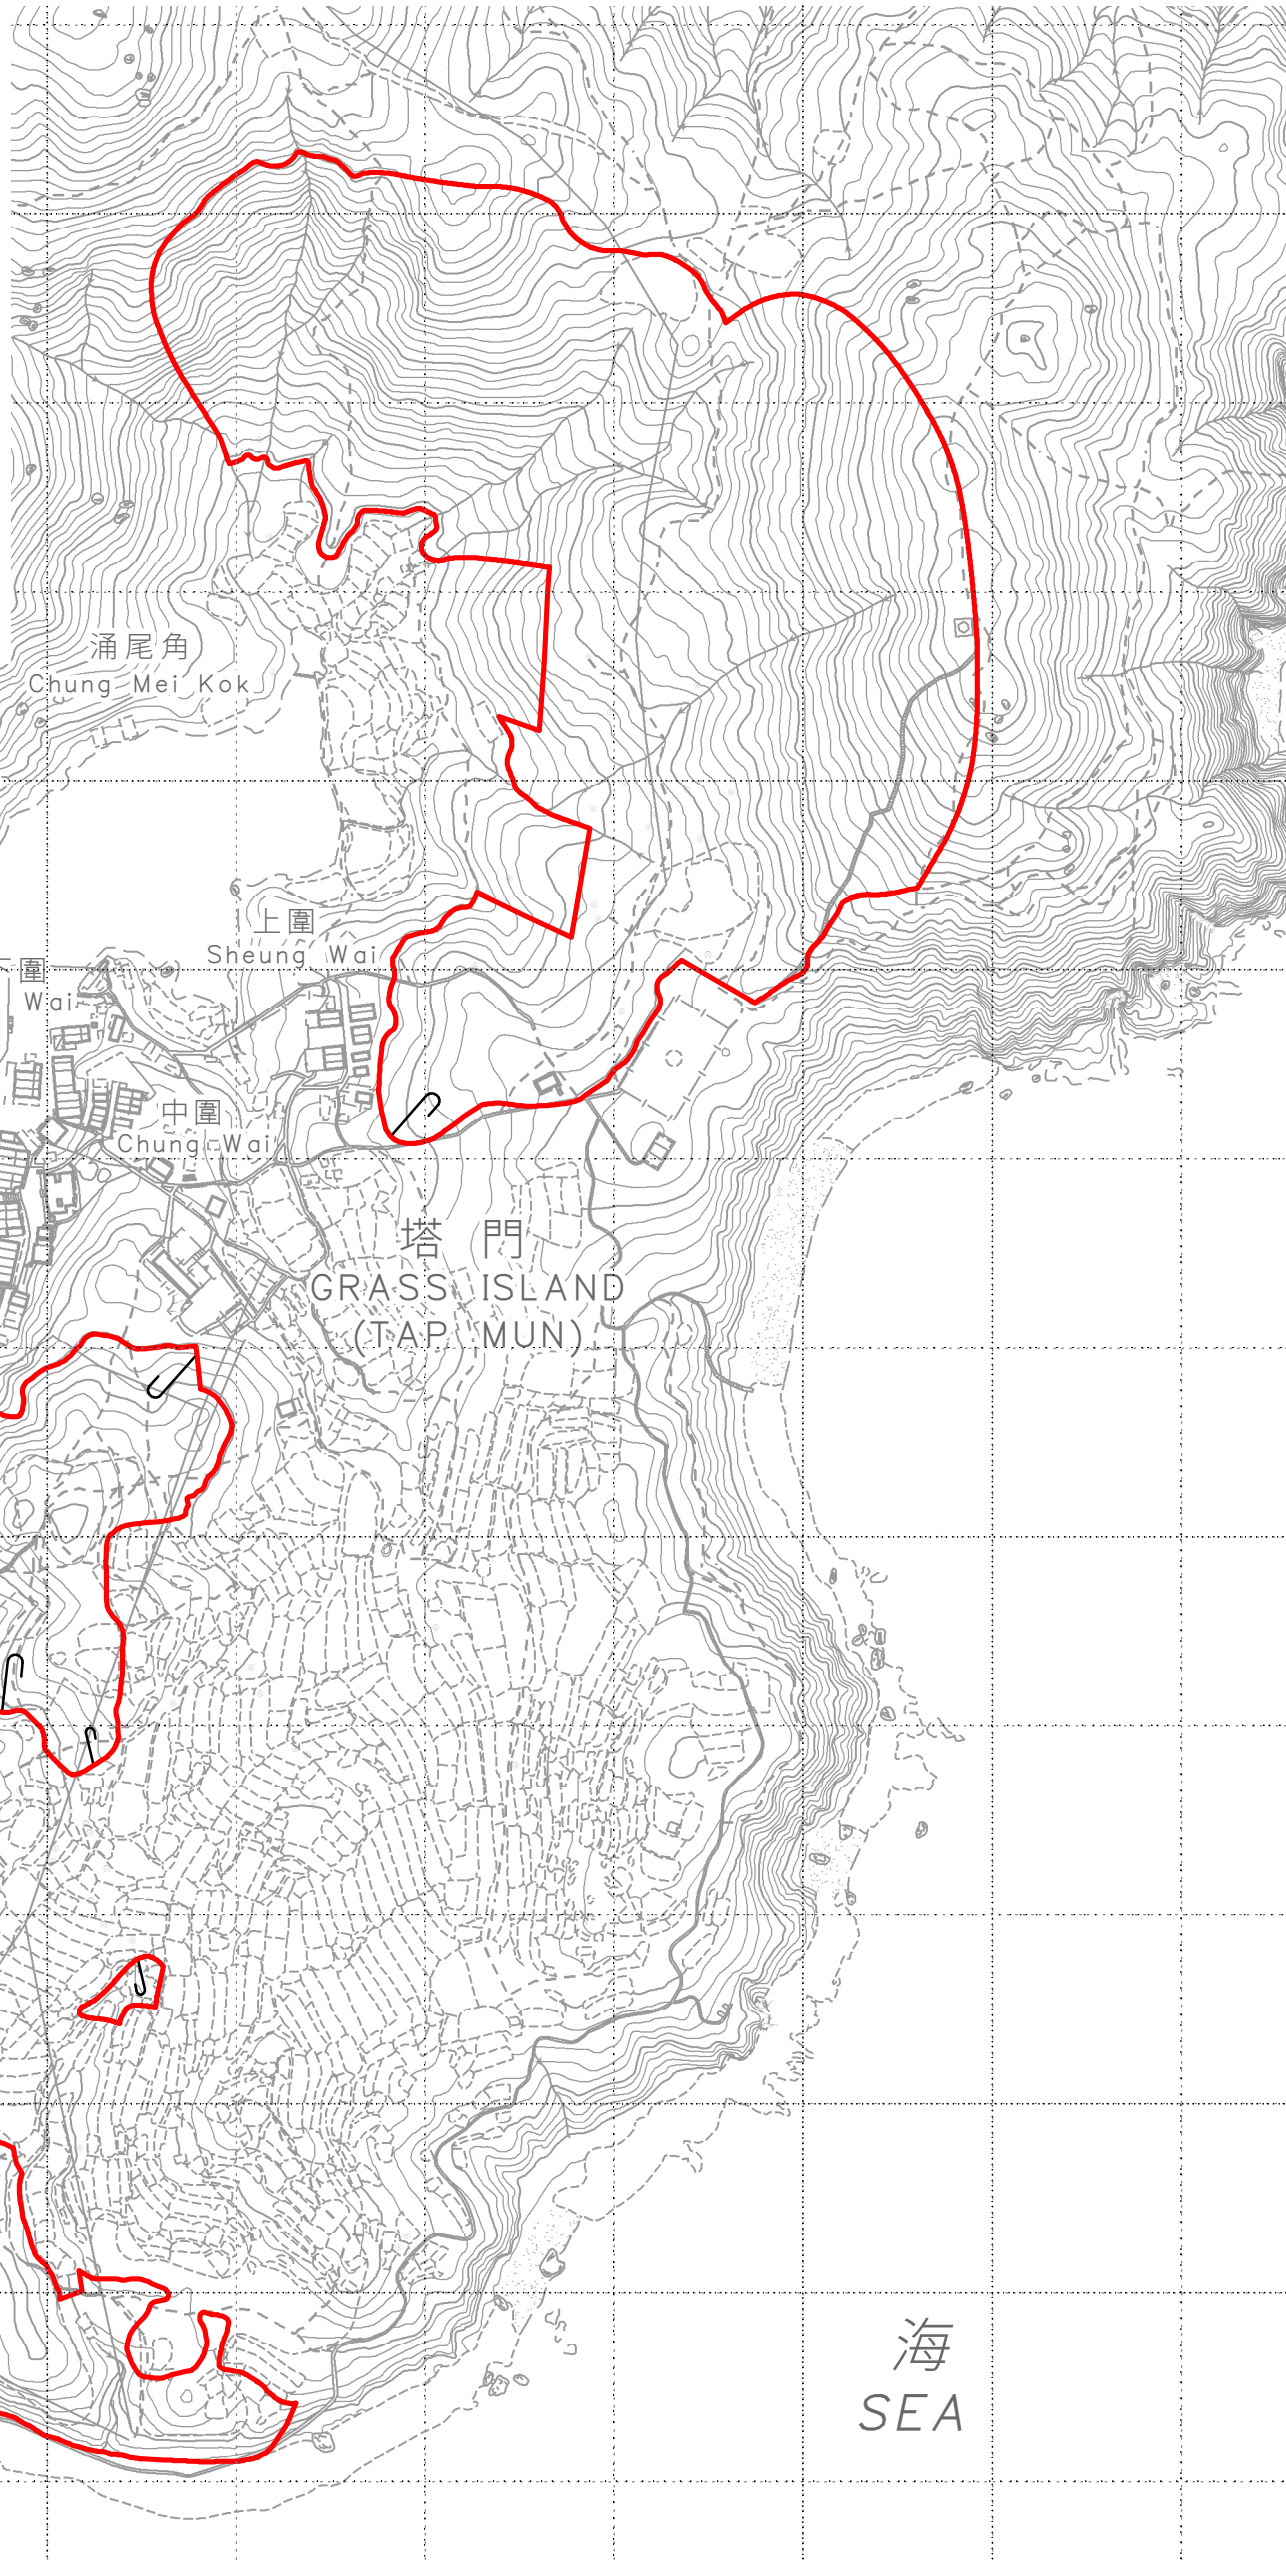 涌尾角
Chung Mei Kok
上圍
Sheung Wai
圍
Wai
中圍
Chung Wai
塔門
GRASS ISLAND
(TAP MUN)
海
SEA